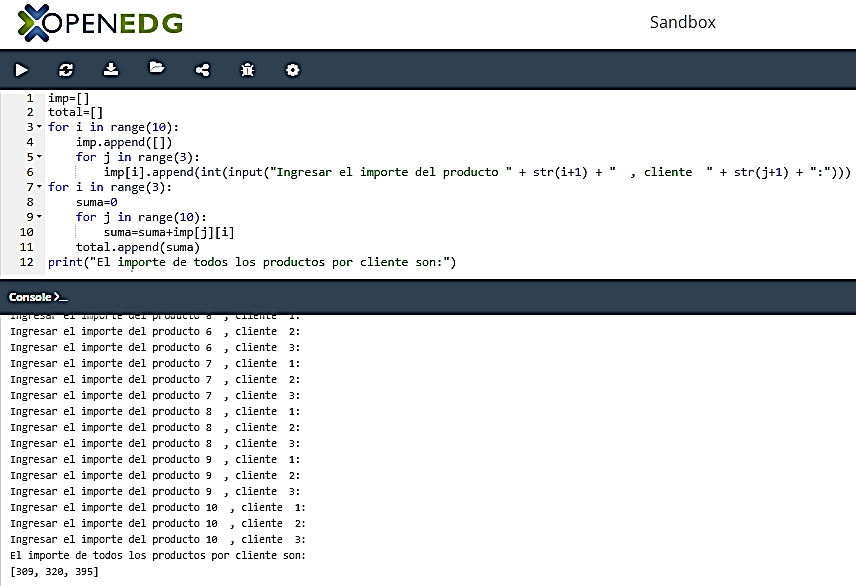 OPENEDG
Sandbox
1 imp=[]
2 total=[]
3 for i in range(10):
4 imp.append([])
5 for j in range(3):
6 imp[i].append(int(input("Ingresar el importe del producto " + str(i+1) + "  , cliente  " + str(j+1) + ":")))
7 for i in range(3):
8 suma=0
9 for j in range(10):
10 suma=suma+imp[j][i]
11 total.append(suma)
12 print("El importe de todos los productos por cliente son:")
Console >_
Ingresar el importe del producto 6  , cliente  1:
Ingresar el importe del producto 6  , cliente  2:
Ingresar el importe del producto 6  , cliente  3:
Ingresar el importe del producto 7  , cliente  1:
Ingresar el importe del producto 7  , cliente  2:
Ingresar el importe del producto 7  , cliente  3:
Ingresar el importe del producto 8  , cliente  1:
Ingresar el importe del producto 8  , cliente  2:
Ingresar el importe del producto 8  , cliente  3:
Ingresar el importe del producto 9  , cliente  1:
Ingresar el importe del producto 9  , cliente  2:
Ingresar el importe del producto 9  , cliente  3:
Ingresar el importe del producto 10  , cliente  1:
Ingresar el importe del producto 10  , cliente  2:
Ingresar el importe del producto 10  , cliente  3:
El importe de todos los productos por cliente son:
[309, 320, 395]